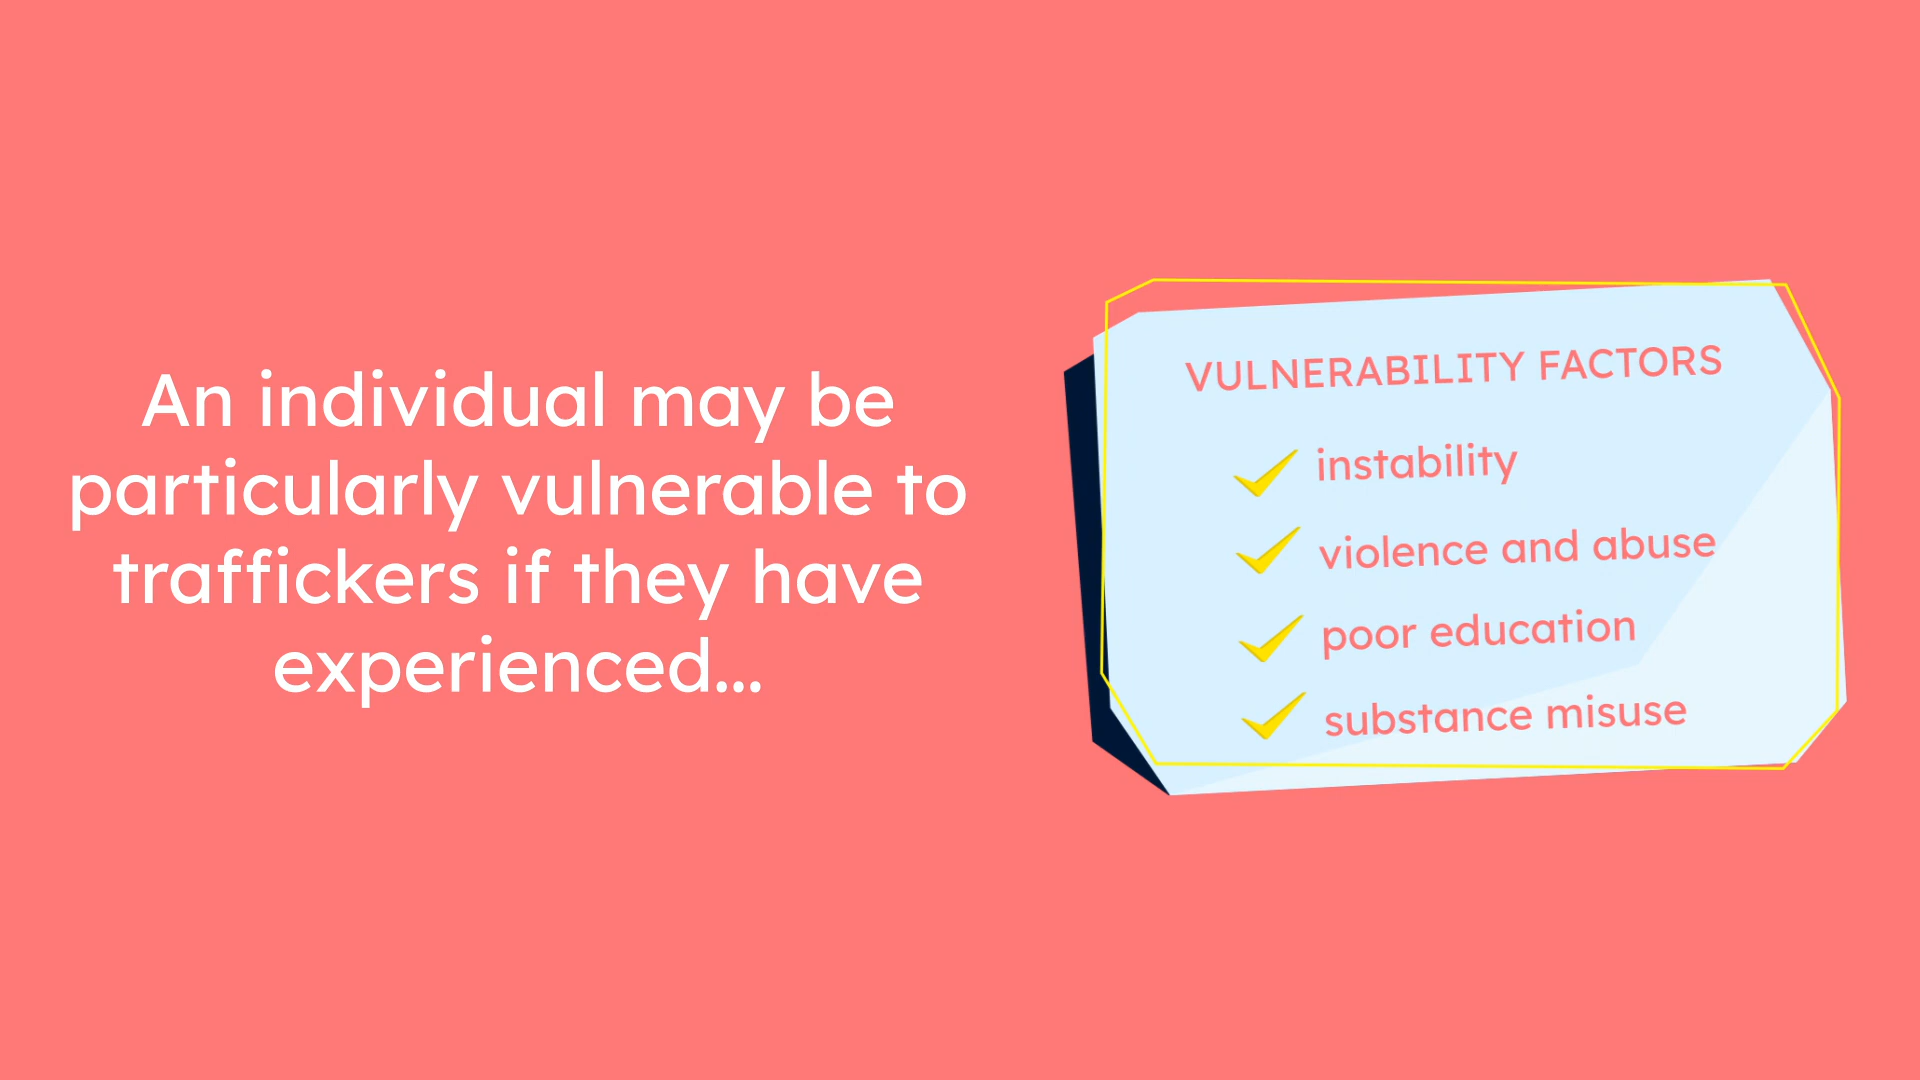 An individual may be
particularly vulnerable to
traffickers if they have
experienced...
VULNERABILITY FACTORS
instability
violence and abuse
poor education
substance misuse